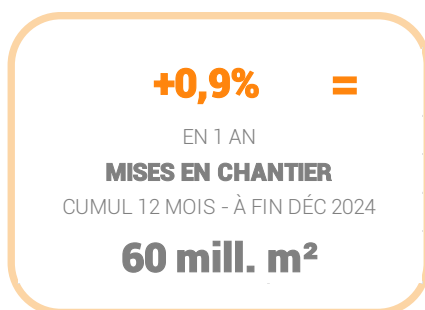 +0,9% =
EN 1 AN
MISES EN CHANTIER
CUMUL 12 MOIS - À FIN DÉC 2024
60 mill. m²